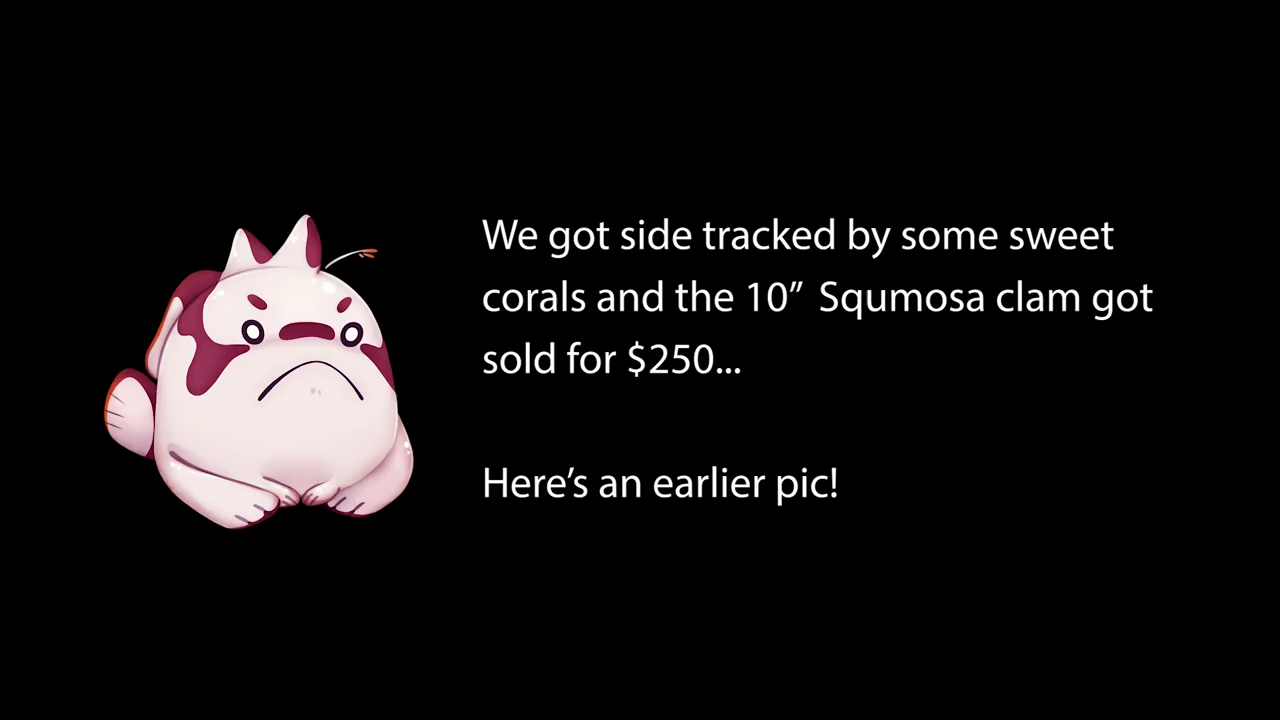 We got side tracked by some sweet
corals and the 10” Squmosa clam got
sold for $250...
Here’s an earlier pic!